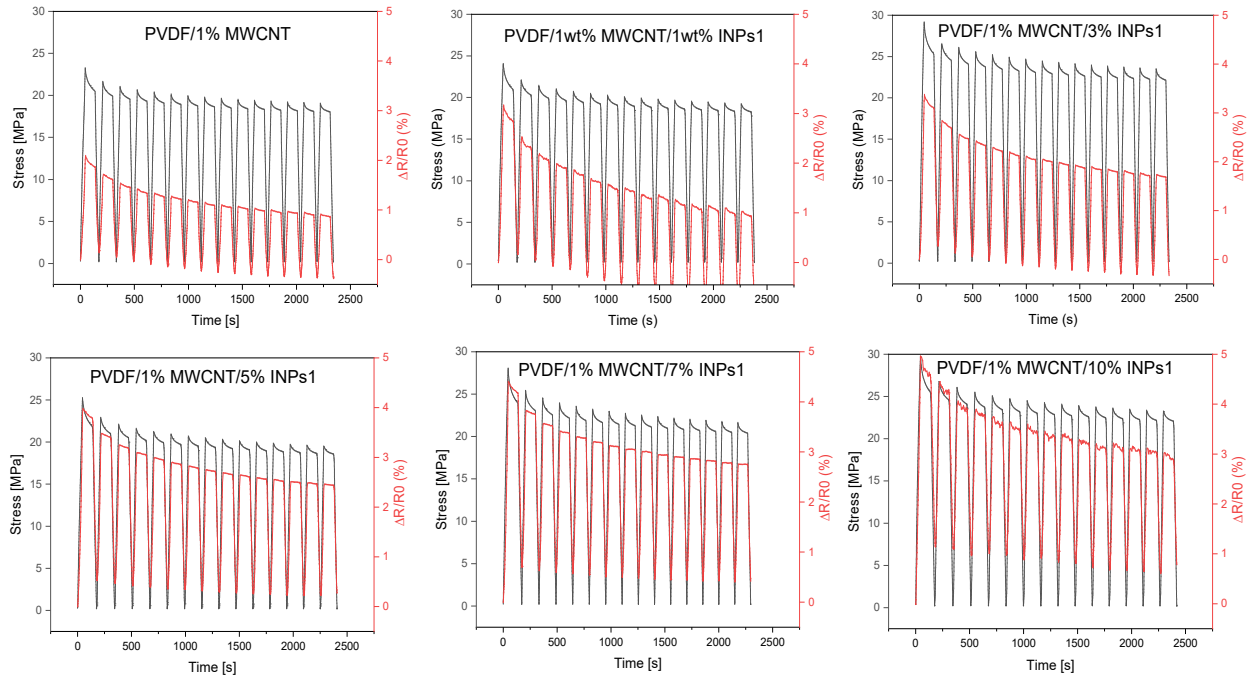 PVDF/1% MWCNT
Stress [MPa]
30
25
20
15
10
5
0
ΔR/R0 (%)
5
4
3
2
1
0
0 500 1000 1500 2000 2500
Time [s]
PVDF/1wt% MWCNT/1wt% INPs1
Stress (MPa)
30
25
20
15
10
5
0
ΔR/R0 (%)
5
4
3
2
1
0
0 500 1000 1500 2000 2500
Time (s)
PVDF/1% MWCNT/3% INPs1
Stress (MPa)
30
25
20
15
10
5
0
ΔR/R0 (%)
5
4
3
2
1
0
0 500 1000 1500 2000 2500
Time (s)
PVDF/1% MWCNT/5% INPs1
Stress [MPa]
30
25
20
15
10
5
0
ΔR/R0 (%)
5
4
3
2
1
0
0 500 1000 1500 2000 2500
Time [s]
PVDF/1% MWCNT/7% INPs1
Stress [MPa]
30
25
20
15
10
5
0
ΔR/R0 (%)
5
4
3
2
1
0
0 500 1000 1500 2000 2500
Time [s]
PVDF/1% MWCNT/10% INPs1
Stress [MPa]
30
25
20
15
10
5
0
ΔR/R0 (%)
5
4
3
2
1
0
0 500 1000 1500 2000 2500
Time [s]